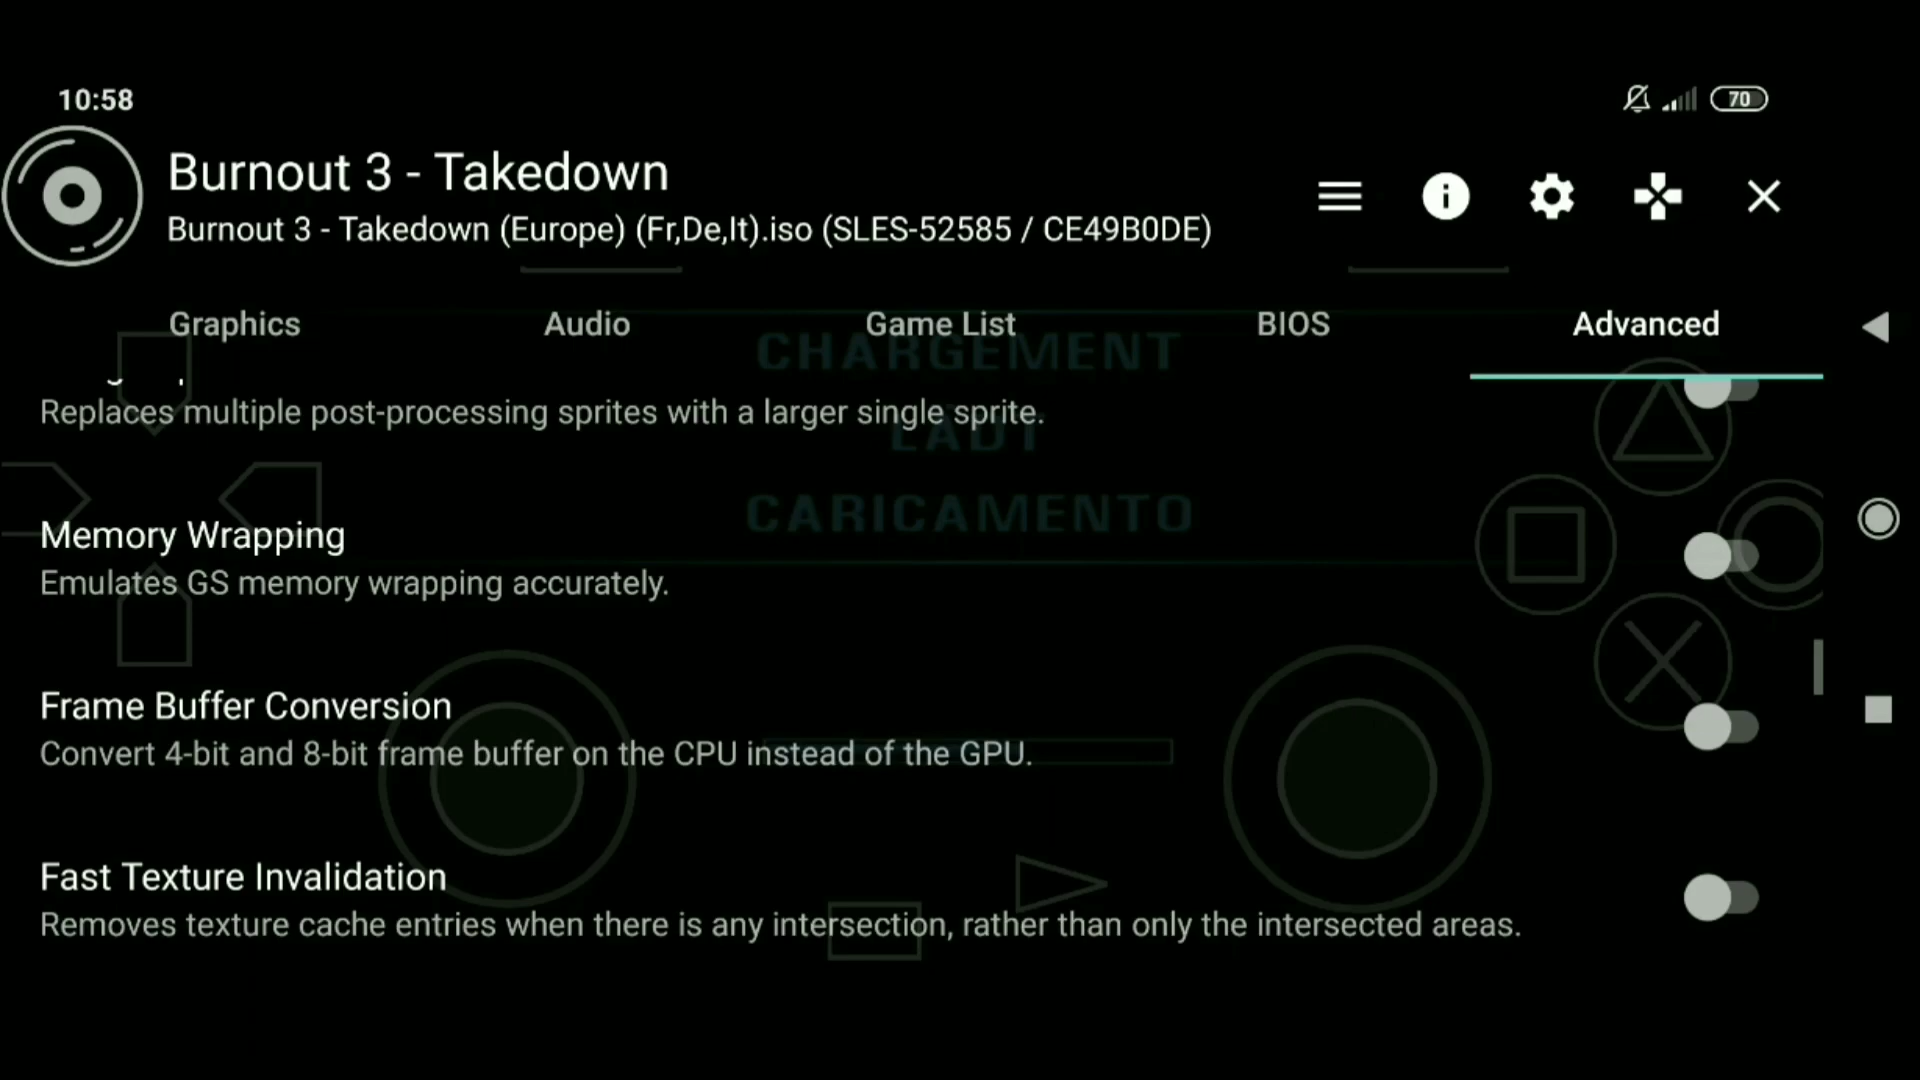 10:58
70
Burnout 3 - Takedown
Burnout 3 - Takedown (Europe) (Fr,De,It).iso (SLES-52585 / CE49B0DE)
Graphics Audio Game List BIOS Advanced
CHARGEMENT
Replaces multiple post-processing sprites with a larger single sprite.
LÄDT
CARICAMENTO
Memory Wrapping
Emulates GS memory wrapping accurately.
Frame Buffer Conversion
Convert 4-bit and 8-bit frame buffer on the CPU instead of the GPU.
Fast Texture Invalidation
Removes texture cache entries when there is any intersection, rather than only the intersected areas.